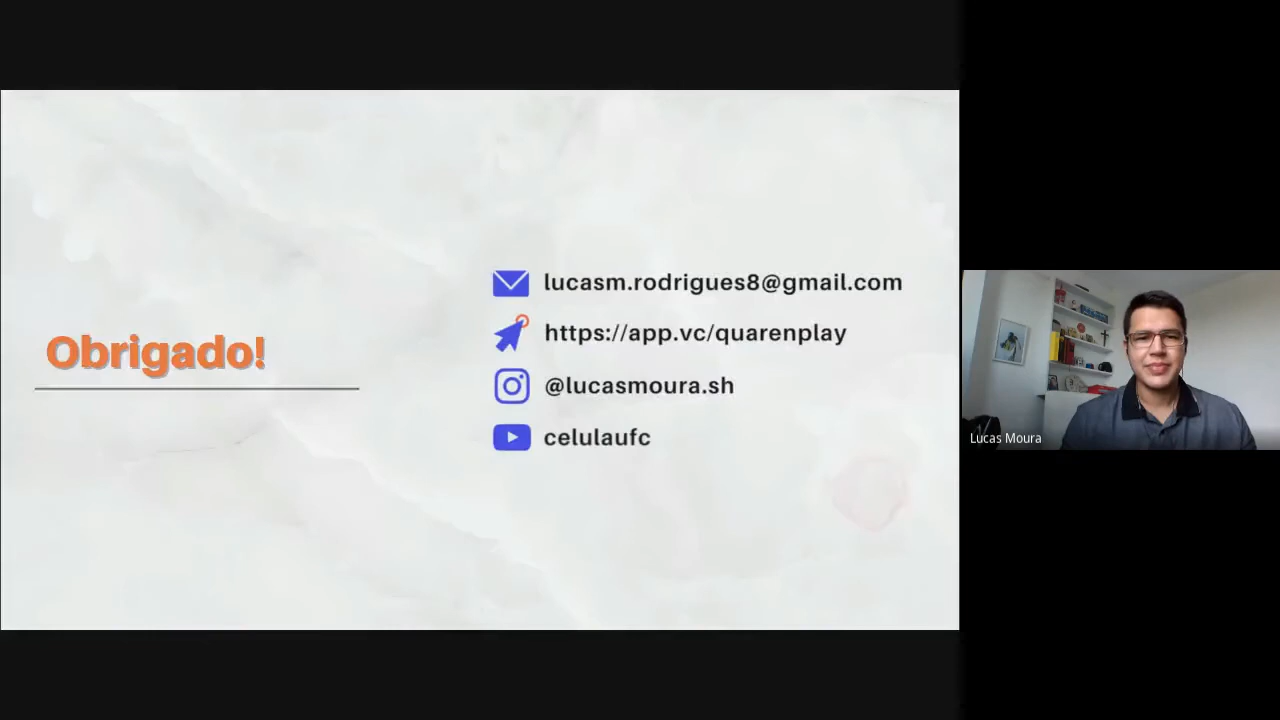 Obrigado!
lucasm.rodrigues8@gmail.com
https://app.vc/quarenplay
@lucasmoura.sh
celulaufc
Lucas Moura